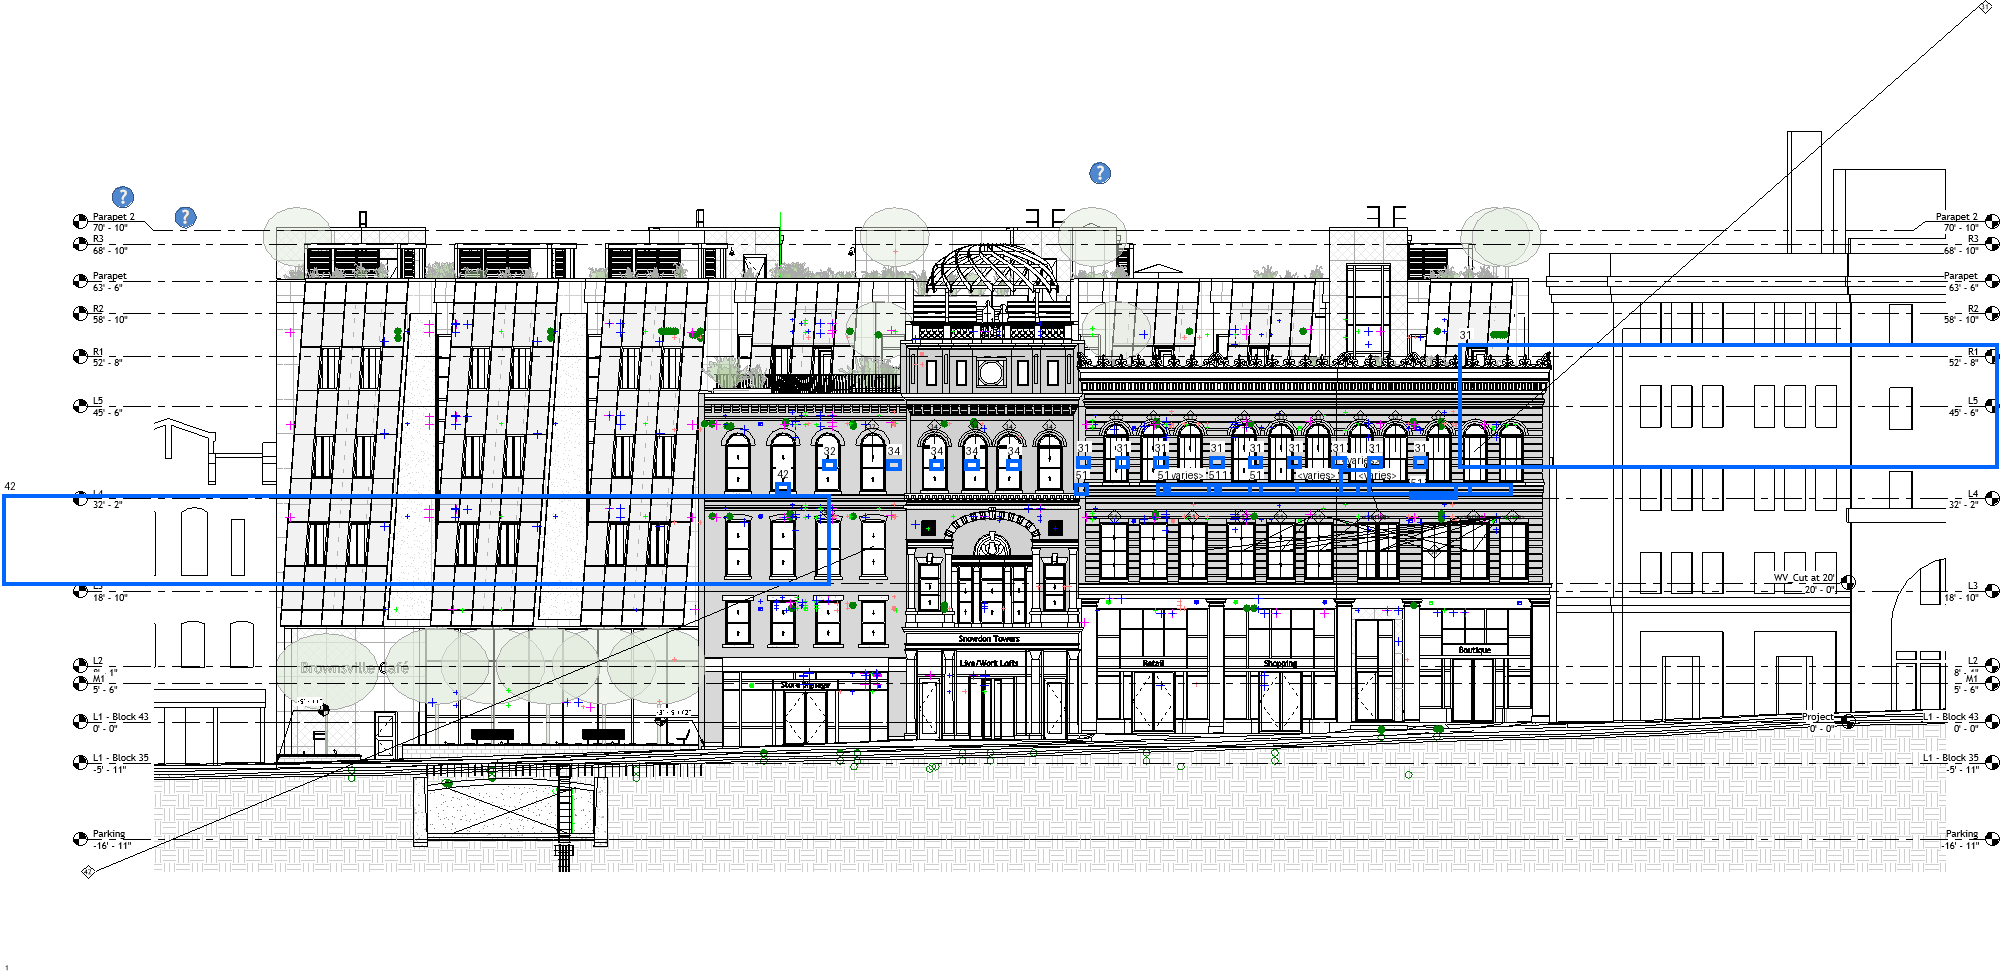 Parapet 2
70' - 10"
R3
68' - 10"
Parapet
63' - 6"
R2
58' - 10"
R1
52' - 8"
L5
45' - 6"
42
L4
32' - 2"
18' - 10"
L2
M1
5' - 6"
L1 - Block 43
0' - 0"
L1 - Block 35
-5' - 11"
Parking
-16' - 11"
32
34
34
34
34
42
31
31
31
31
31
31
31
31
31
31
51
51
<varies>
51
51
<varies>
Brownsville Café
Snowdon Towers
Live/Work Lofts
Retail
Shopping
Boutique
Parapet 2
70' - 10"
R3
68' - 10"
Parapet
63' - 6"
R2
58' - 10"
R1
52' - 8"
L5
45' - 6"
L4
32' - 2"
WV_Cut at 20'
20' - 0"
L3
18' - 10"
L2
M1
5' - 6"
Project
0' - 0"
L1 - Block 43
0' - 0"
L1 - Block 35
-5' - 11"
Parking
-16' - 11"
1